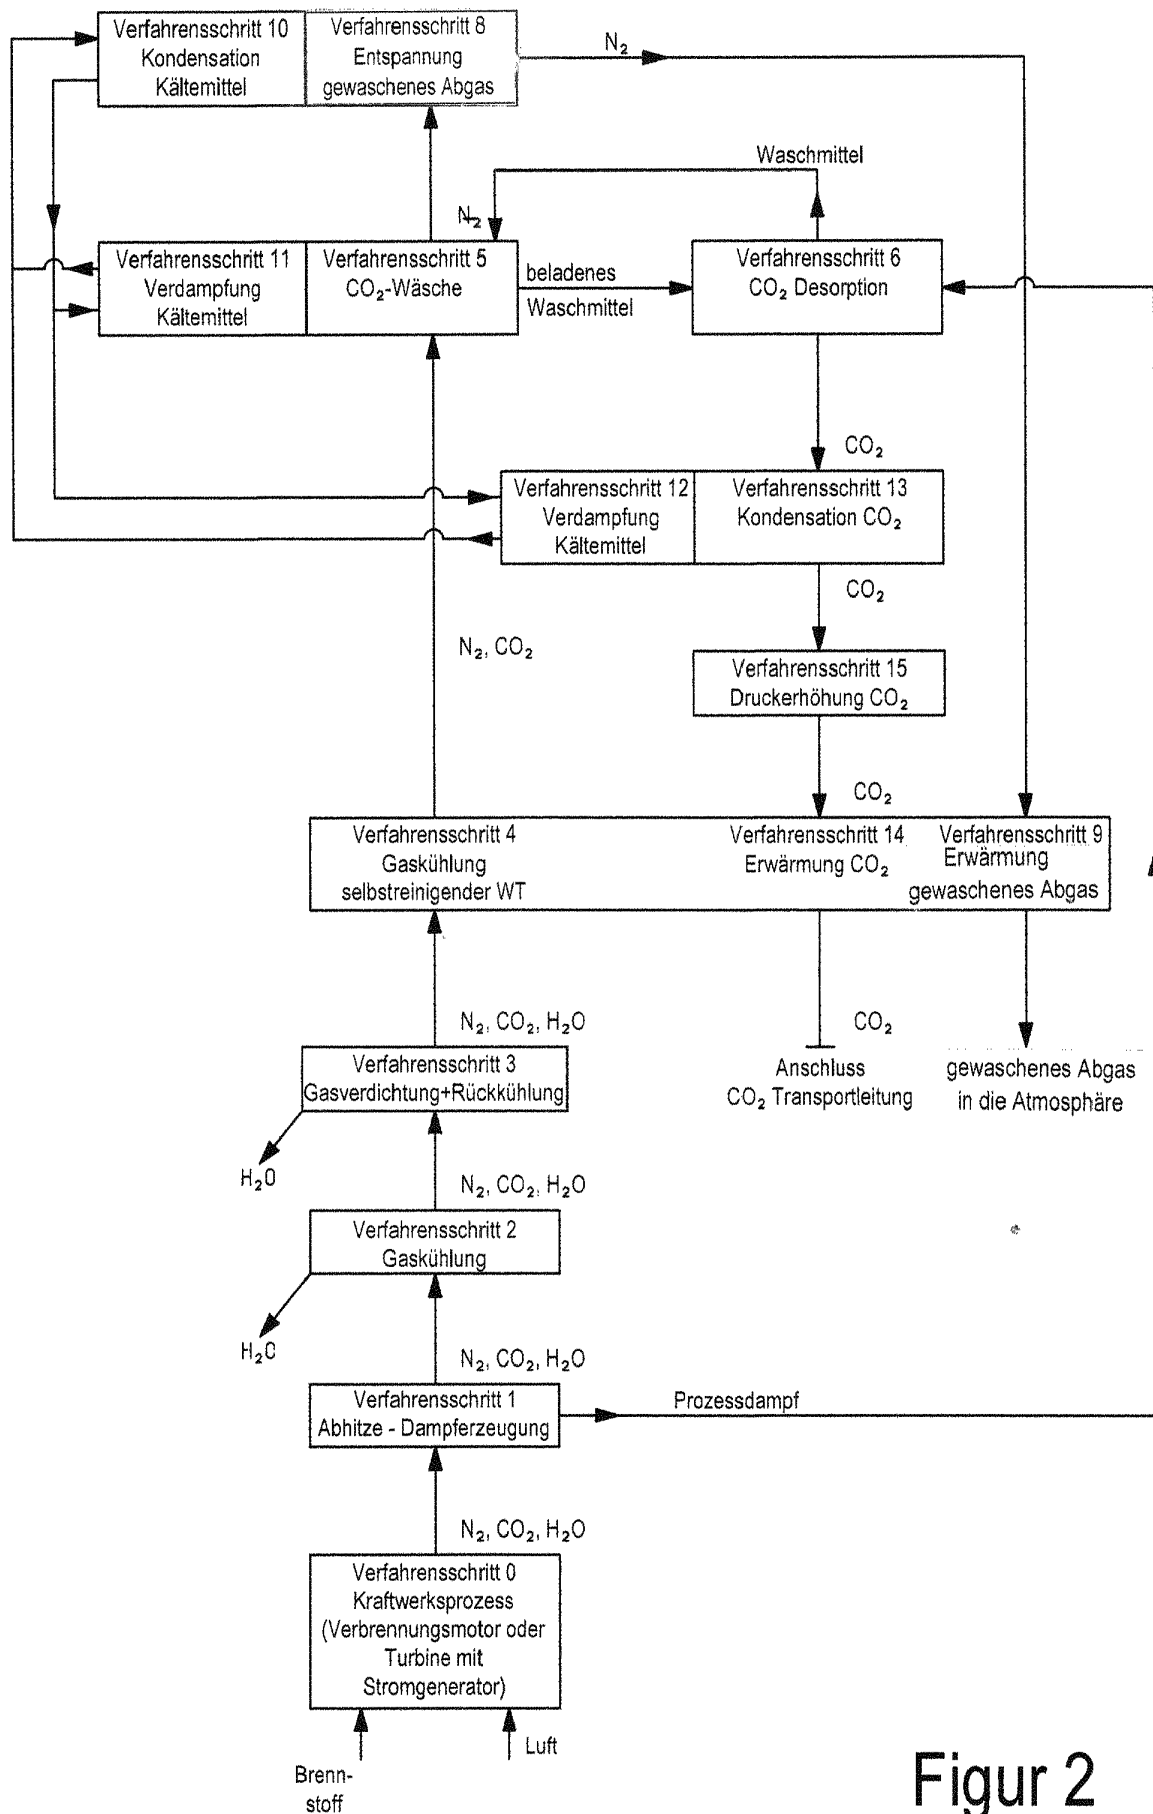 Verfahrensschritt 10
Kondensation
Kältemittel
Verfahrensschritt 8
Entspannung
gewaschenes Abgas
N₂
Waschmittel
N₂
Verfahrensschritt 11
Verdampfung
Kältemittel
Verfahrensschritt 5
CO₂-Wäsche
beladenes
Waschmittel
Verfahrensschritt 6
CO₂ Desorption
CO₂
Verfahrensschritt 12
Verdampfung
Kältemittel
Verfahrensschritt 13
Kondensation CO₂
CO₂
N₂, CO₂
Verfahrensschritt 15
Druckerhöhung CO₂
CO₂
Verfahrensschritt 4
Gaskühlung
selbstreinigender WT
Verfahrensschritt 14
Erwärmung CO₂
Verfahrensschritt 9
Erwärmung
gewaschenes Abgas
N₂, CO₂, H₂O
CO₂
Verfahrensschritt 3
Gasverdichtung+Rückkühlung
Anschluss
CO₂ Transportleitung
gewaschenes Abgas
in die Atmosphäre
H₂O
N₂, CO₂, H₂O
Verfahrensschritt 2
Gaskühlung
H₂O
N₂, CO₂, H₂O
Verfahrensschritt 1
Abhitze - Dampferzeugung
Prozessdampf
N₂, CO₂, H₂O
Verfahrensschritt 0
Kraftwerksprozess
(Verbrennungsmotor oder
Turbine mit
Stromgenerator)
Luft
Brenn-
stoff
Figur 2